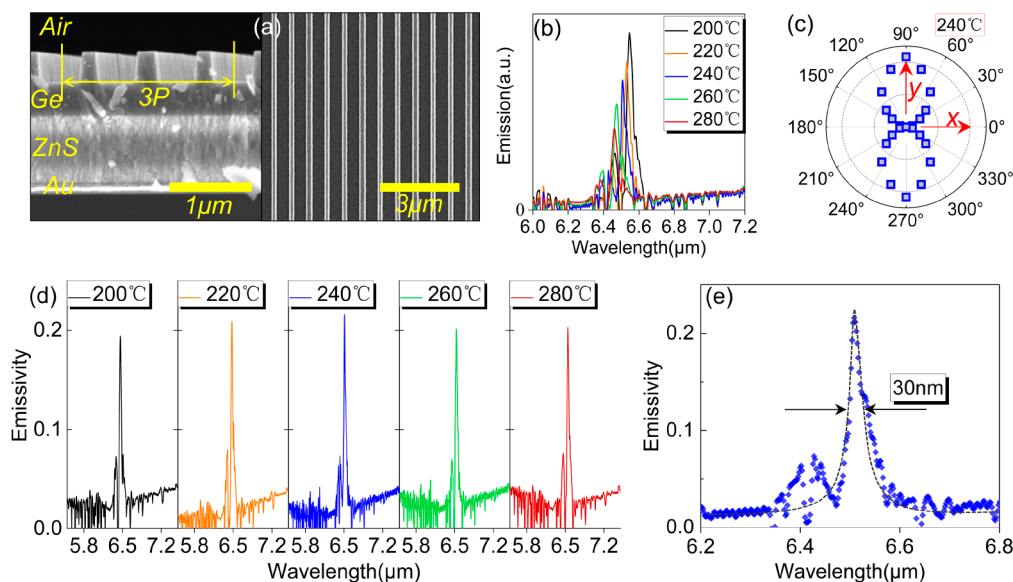 Air
(a)
3P
Ge
ZnS
Au
1μm
3μm
(b)
200℃
220℃
240℃
260℃
280℃
Emission(a.u.)
0
6.0 6.2 6.4 6.6 6.8 7.0 7.2
Wavelength(μm)
(c)
240℃
90°
120° 60°
150° 30°
y
x
180° 0°
210° 330°
240° 300°
270°
(d)
200℃ 220℃ 240℃ 260℃ 280℃
0.2
0.1
0.0
Emissivity
5.8 6.5 7.2 5.8 6.5 7.2 5.8 6.5 7.2 5.8 6.5 7.2 5.8 6.5 7.2
Wavelength(μm)
(e)
0.2
30nm
0.1
0.0
Emissivity
6.2 6.4 6.6 6.8
Wavelength(μm)